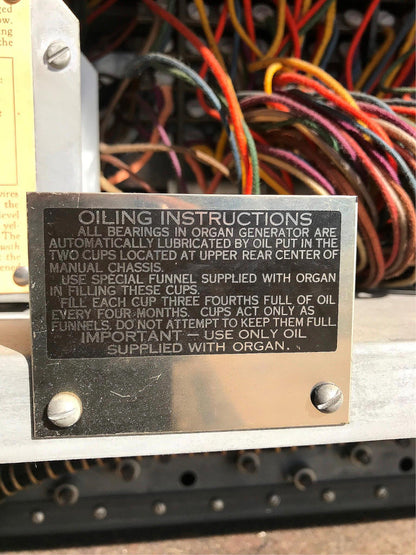 OILING INSTRUCTIONS
ALL BEARINGS IN ORGAN GENERATOR ARE
AUTOMATICALLY LUBRICATED BY OIL PUT IN THE
TWO CUPS LOCATED AT UPPER REAR CENTER OF
MANUAL CHASSIS.
USE SPECIAL FUNNEL SUPPLIED WITH ORGAN
IN FILLING THESE CUPS.
FILL EACH CUP THREE FOURTHS FULL OF OIL
EVERY FOUR MONTHS. CUPS ACT ONLY AS
FUNNELS, DO NOT ATTEMPT TO KEEP THEM FULL.
IMPORTANT — USE ONLY OIL
SUPPLIED WITH ORGAN.